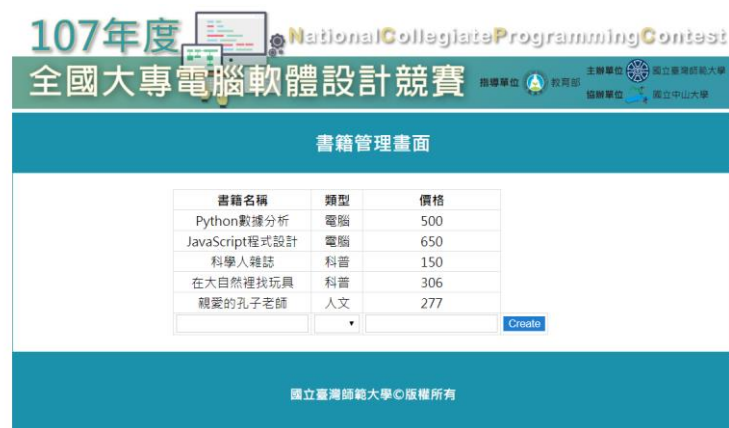 107年度
NationalCollegiateProgrammingContest
全國大專電腦軟體設計競賽
指導單位 教育部
主辦單位 國立臺灣師範大學
協辦單位 國立中山大學
書籍管理畫面
書籍名稱 類型 價格
Python數據分析 電腦 500
JavaScript程式設計 電腦 650
科學人雜誌 科普 150
在大自然裡找玩具 科普 306
親愛的孔子老師 人文 277
Create
國立臺灣師範大學©版權所有